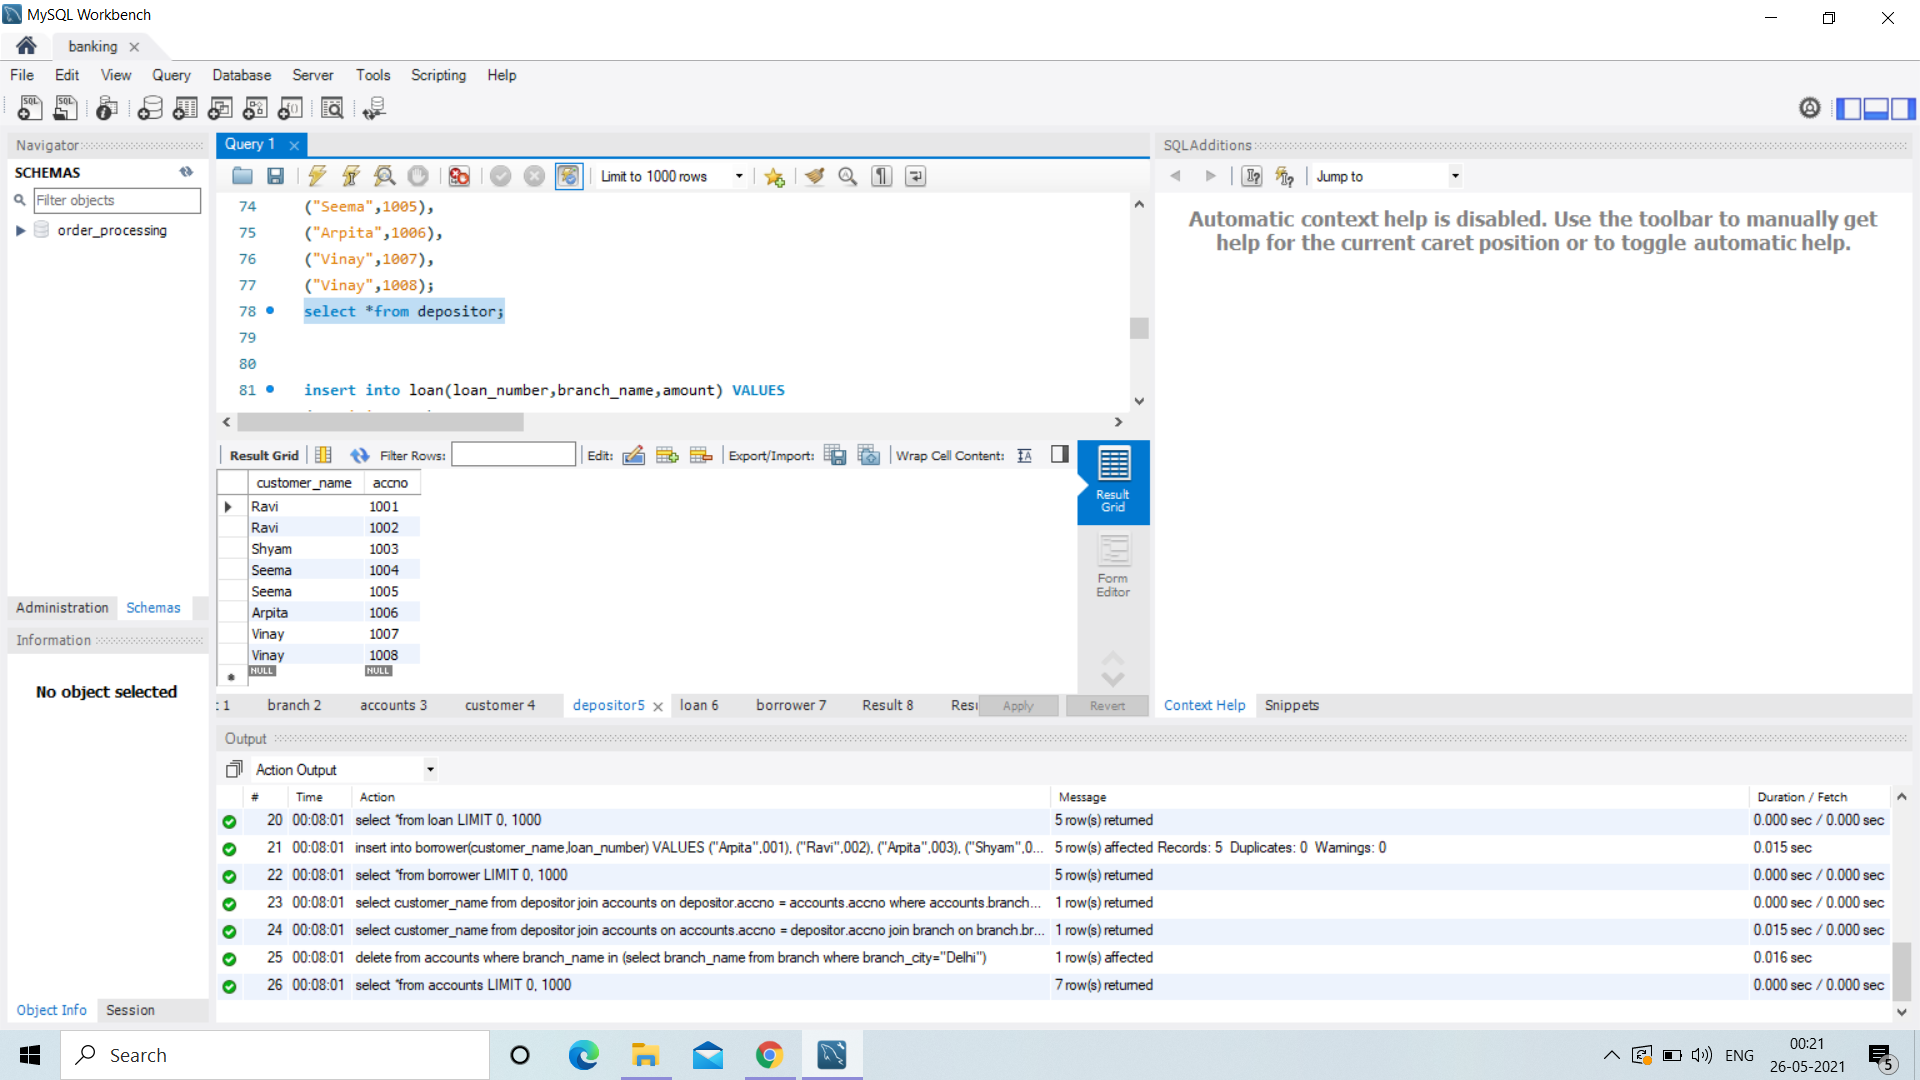 MySQL Workbench
banking
File Edit View Query Database Server Tools Scripting Help
Navigator
SCHEMAS
Filter objects
order_processing
Administration Schemas
Information
No object selected
Object Info Session
Query 1
Limit to 1000 rows
74 ("Seema",1005),
75 ("Arpita",1006),
76 ("Vinay",1007),
77 ("Vinay",1008);
78 select *from depositor;
79
80
81 insert into loan(loan_number,branch_name,amount) VALUES
Result Grid Filter Rows: Edit: Export/Import: Wrap Cell Content:
customer_name accno
Ravi 1001
Ravi 1002
Shyam 1003
Seema 1004
Seema 1005
Arpita 1006
Vinay 1007
Vinay 1008
NULL NULL
Result
Grid
Form
Editor
: 1 branch 2 accounts 3 customer 4 depositor5 loan 6 borrower 7 Result 8 Resu Apply Revert
SQLAdditions
Jump to
Automatic context help is disabled. Use the toolbar to manually get
help for the current caret position or to toggle automatic help.
Context Help Snippets
Output
Action Output
# Time Action Message Duration / Fetch
20 00:08:01 select *from loan LIMIT 0, 1000 5 row(s) returned 0.000 sec / 0.000 sec
21 00:08:01 insert into borrower(customer_name,loan_number) VALUES ("Arpita",001), ("Ravi",002), ("Arpita",003), ("Shyam",0... 5 row(s) affected Records: 5 Duplicates: 0 Warnings: 0 0.015 sec
22 00:08:01 select *from borrower LIMIT 0, 1000 5 row(s) returned 0.000 sec / 0.000 sec
23 00:08:01 select customer_name from depositor join accounts on depositor.accno = accounts.accno where accounts.branch... 1 row(s) returned 0.000 sec / 0.000 sec
24 00:08:01 select customer_name from depositor join accounts on accounts.accno = depositor.accno join branch on branch.br... 1 row(s) returned 0.015 sec / 0.000 sec
25 00:08:01 delete from accounts where branch_name in (select branch_name from branch where branch_city="Delhi") 1 row(s) affected 0.016 sec
26 00:08:01 select *from accounts LIMIT 0, 1000 7 row(s) returned 0.000 sec / 0.000 sec
Search
ENG
00:21
26-05-2021
5